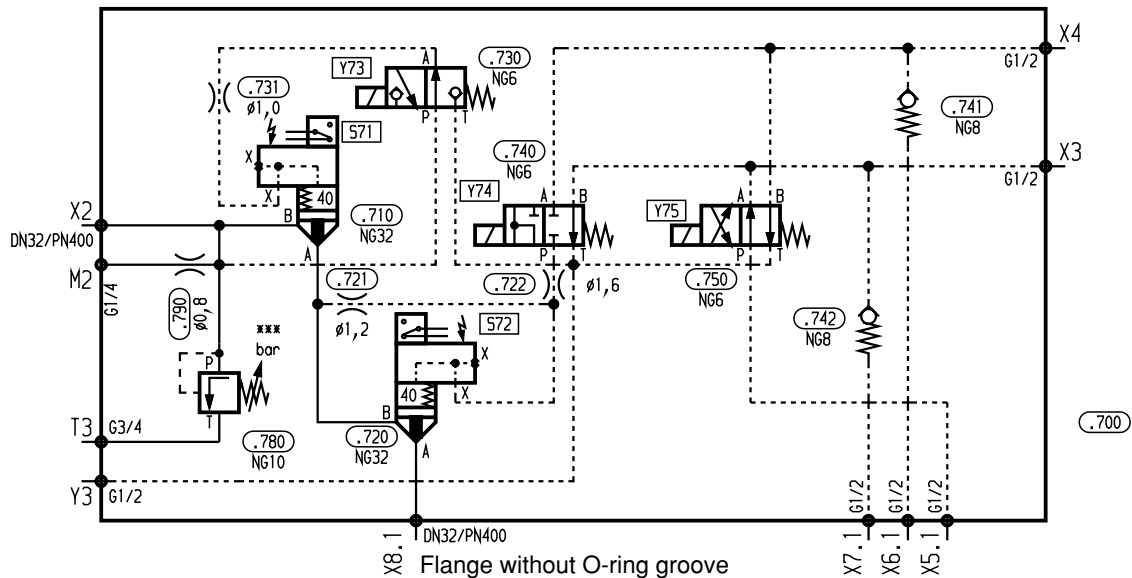 X4
G1/2
A
.730
NG6
Y73
.731
ø1,0
P
T
.741
NG8
S71
X
X
40
.740
NG6
X3
G1/2
Y74
A
B
Y75
A
B
X2
DN32/PN400
B
.710
NG32
A
P
T
P
T
M2
G1/4
.721
.722
ø1,6
.750
NG6
.790
ø0,8
ø1,2
S72
.742
NG8
***
bar
P
X
X
40
T
B
T3
G3/4
.780
NG10
.720
NG32
A
.700
Y3
G1/2
G1/2
G1/2
G1/2
DN32/PN400
X8.1
X7.1
X6.1
X5.1
Flange without O-ring groove